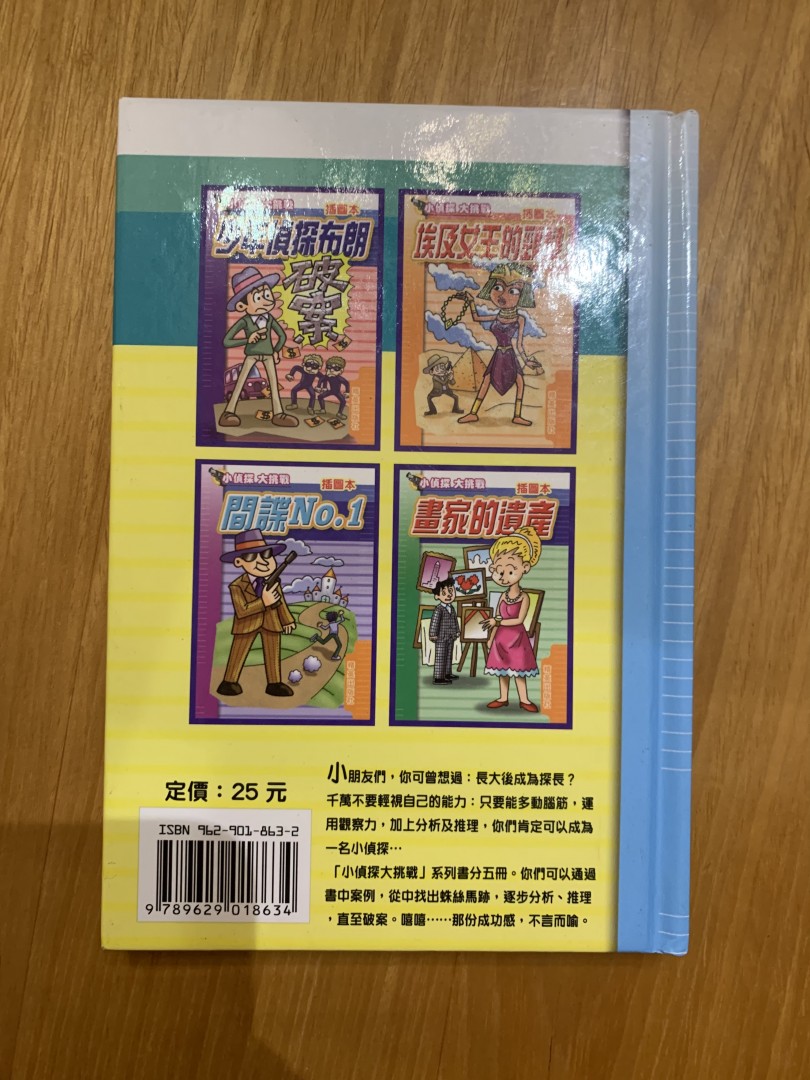 大
插圖本
偵探布朗
破案
小偵探 大挑戰
插圖本
埃及女王的
小偵探 大挑戰
插圖本
間諜No.1
小偵探 大挑戰
插圖本
畫家的遺產
定價：25 元
ISBN 962-901-863-2
9 789629 018634
小朋友們，你可曾想過：長大後成為探長？
千萬不要輕視自己的能力：只要能多動腦筋，運
用觀察力，加上分析及推理，你們肯定可以成為
一名小偵探…
「小偵探大挑戰」系列書分五冊。你們可以通過
書中案例，從中找出蛛絲馬跡，逐步分析、推理
，直至破案。嘻嘻……那份成功感，不言而喻。